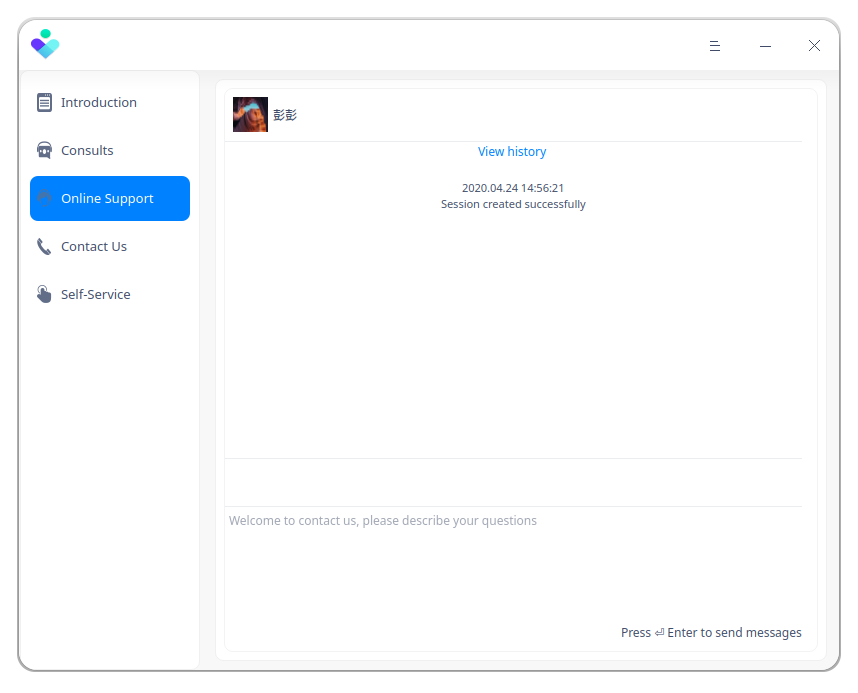 Introduction
Consults
Online Support
Contact Us
Self-Service
彭彭
View history
2020.04.24 14:56:21
Session created successfully
Welcome to contact us, please describe your questions
Press ⏎ Enter to send messages